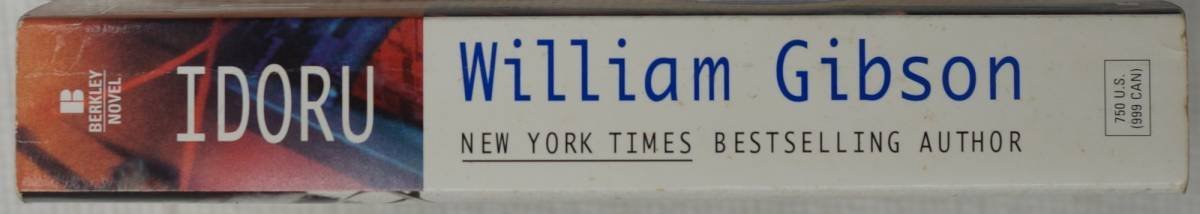 B
BERKLEY
NOVEL
IDORU
William Gibson
NEW YORK TIMES BESTSELLING AUTHOR
750 U.S.
(999 CAN)